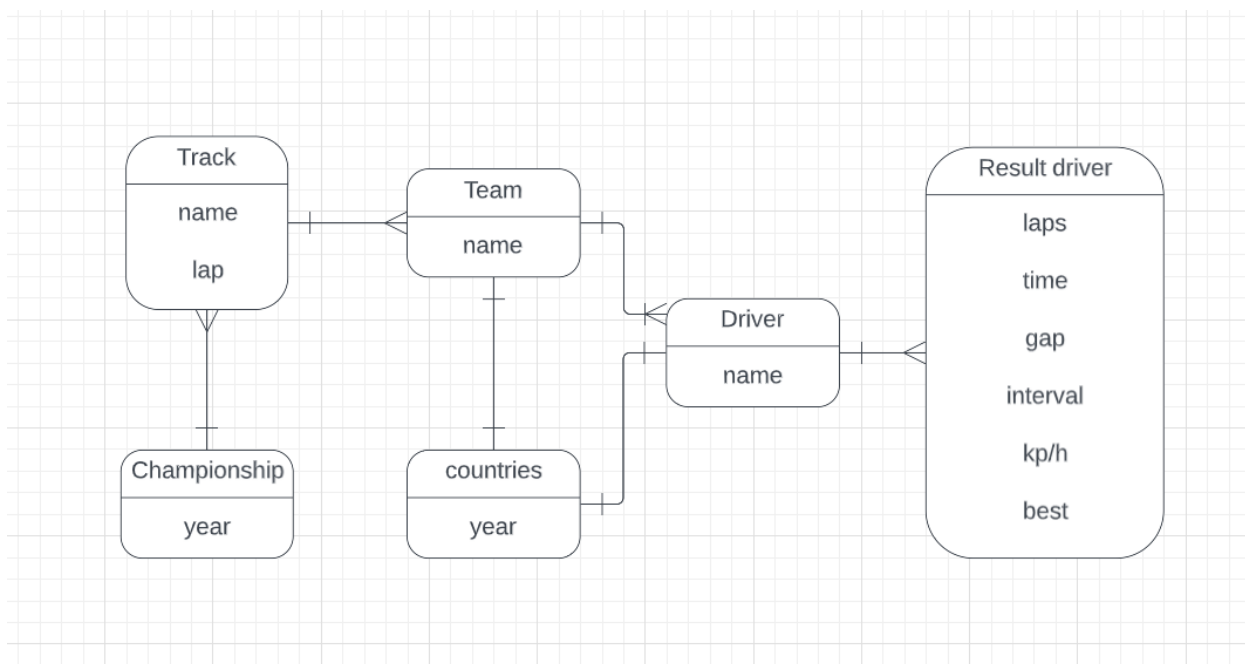 Track
name
lap
Team
name
Championship
year
countries
year
Driver
name
Result driver
laps
time
gap
interval
kp/h
best